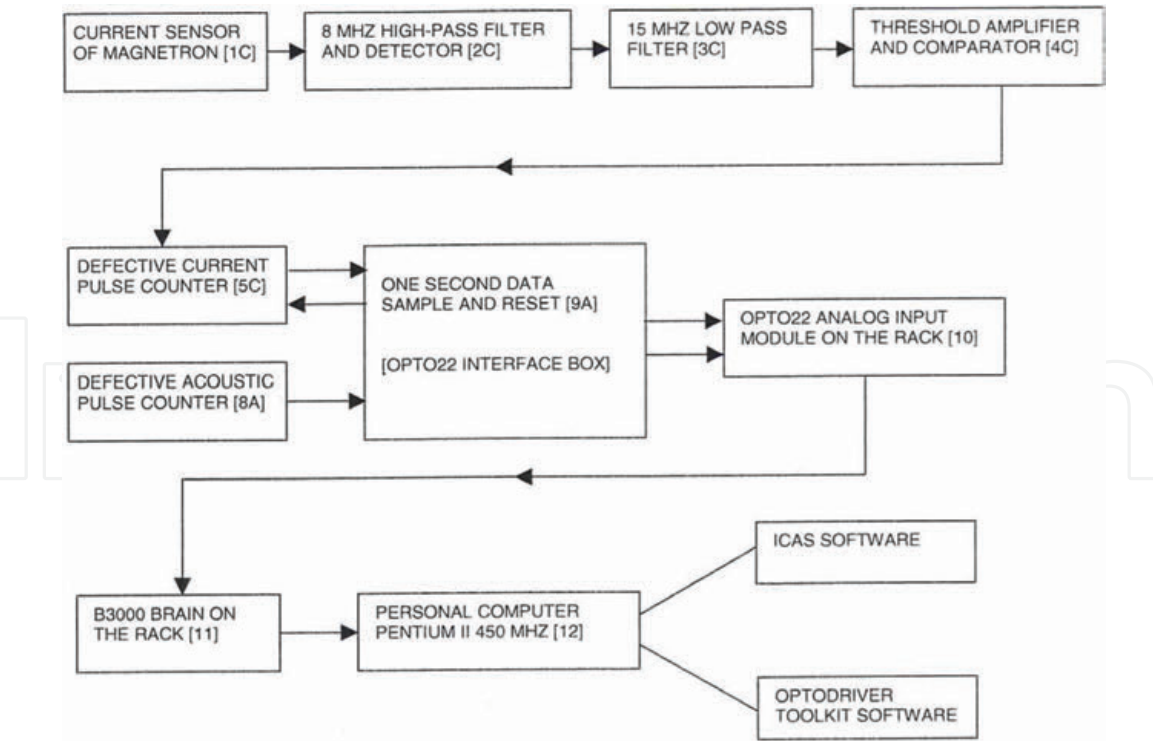 CURRENT SENSOR
OF MAGNETRON [1C]
8 MHZ HIGH-PASS FILTER
AND DETECTOR [2C]
15 MHZ LOW PASS
FILTER [3C]
THRESHOLD AMPLIFIER
AND COMPARATOR [4C]
DEFECTIVE CURRENT
PULSE COUNTER [5C]
ONE SECOND DATA
SAMPLE AND RESET [9A]
[OPTO22 INTERFACE BOX]
OPTO22 ANALOG INPUT
MODULE ON THE RACK [10]
DEFECTIVE ACOUSTIC
PULSE COUNTER [8A]
B3000 BRAIN ON
THE RACK [11]
PERSONAL COMPUTER
PENTIUM II 450 MHZ [12]
ICAS SOFTWARE
OPTODRIVER
TOOLKIT SOFTWARE